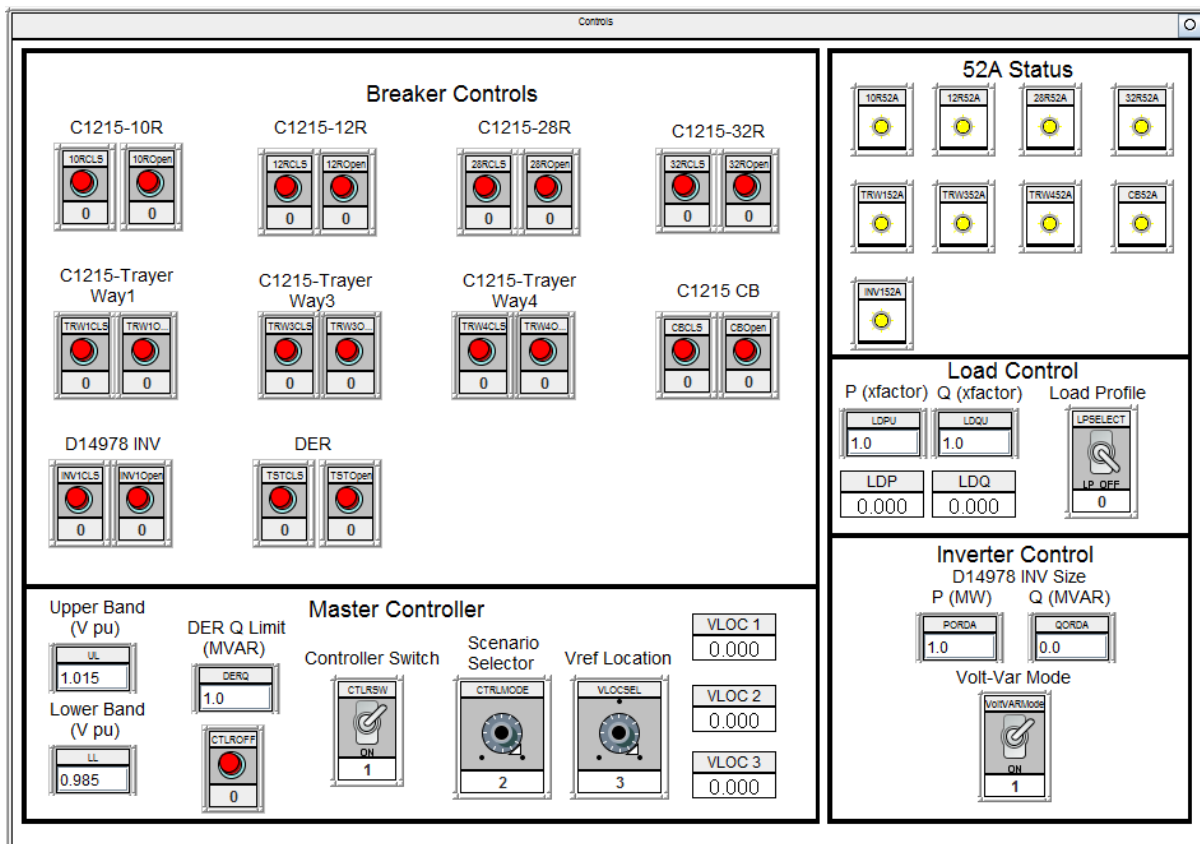 Controls
Breaker Controls
C1215-10R
C1215-12R
C1215-28R
C1215-32R
10RCLS 10ROpen
12RCLS 12ROpen
28RCLS 28ROpen
32RCLS 32ROpen
0 0
0 0
0 0
0 0
C1215-Trayer
Way1
C1215-Trayer
Way3
C1215-Trayer
Way4
C1215 CB
TRW1CLS TRW1O...
TRW3CLS TRW3O...
TRW4CLS TRW4O...
CBCLS CBOpen
0 0
0 0
0 0
0 0
D14978 INV
DER
INV1CLS INV1Open
TSTCLS TSTOpen
0 0
0 0
52A Status
10R52A 12R52A 28R52A 32R52A
TRW152A TRW352A TRW452A CB52A
INV152A
Load Control
P (xfactor) Q (xfactor) Load Profile
LDPU LDQU LPSELECT
1.0 1.0
LDP LDQ LP OFF
0.000 0.000 0
Inverter Control
D14978 INV Size
P (MW) Q (MVAR)
PORDA QORDA
1.0 0.0
Volt-Var Mode
VoltVARMode
ON
1
Master Controller
Upper Band
(V pu)
UL
1.015
Lower Band
(V pu)
LL
0.985
DER Q Limit
(MVAR)
DERQ
1.0
CTLROFF
0
Controller Switch
CTLRSW
ON
1
Scenario
Selector
CTRLMODE
2
Vref Location
VLOCSEL
3
VLOC 1
0.000
VLOC 2
0.000
VLOC 3
0.000